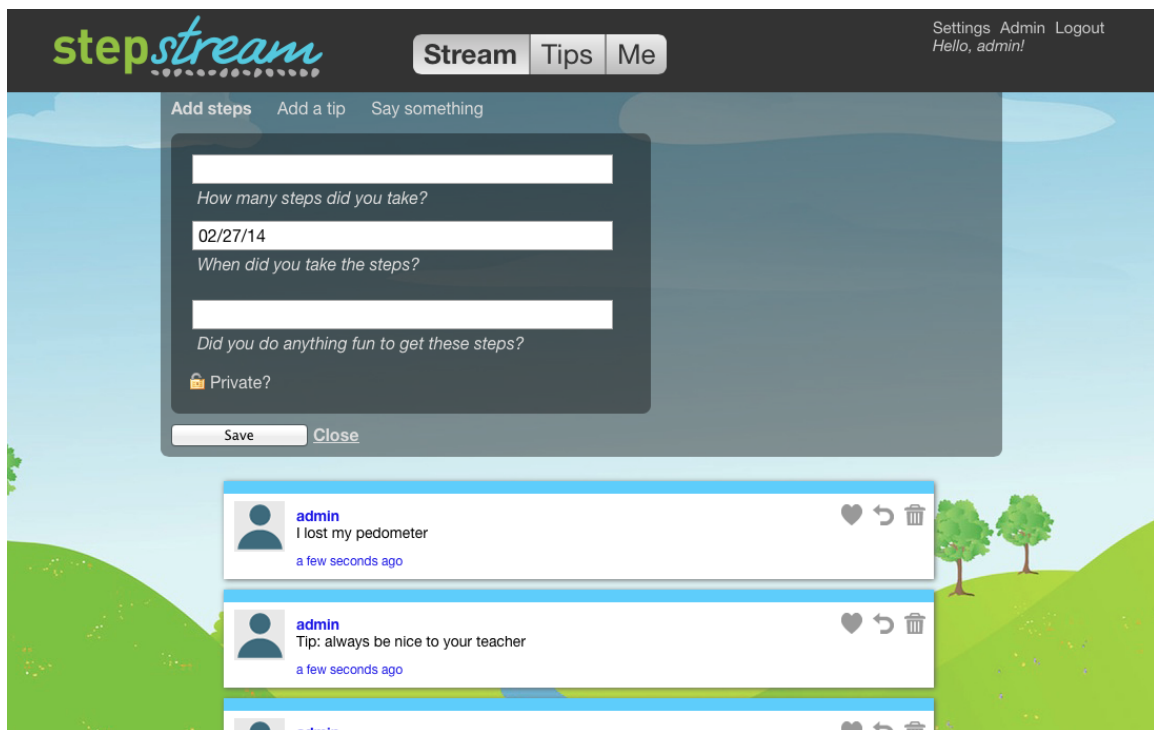 stepstream
Stream Tips Me
Settings Admin Logout
Hello, admin!
Add steps Add a tip Say something
How many steps did you take?
02/27/14
When did you take the steps?
Did you do anything fun to get these steps?
Private?
Save Close
admin
I lost my pedometer
a few seconds ago
admin
Tip: always be nice to your teacher
a few seconds ago